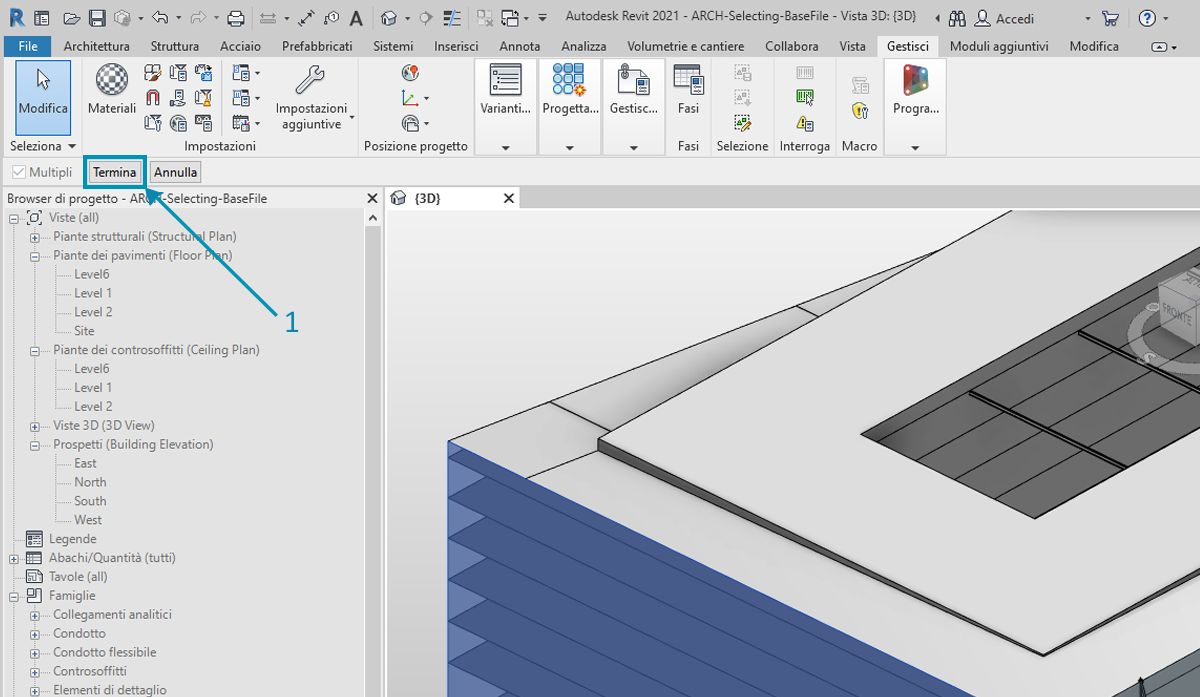 Autodesk Revit 2021 - ARCH-Selecting-BaseFile - Vista 3D: {3D}
Accedi
File Architettura Struttura Acciaio Prefabbricati Sistemi Inserisci Annota Analizza Volumetrie e cantiere Collabora Vista Gestisci Moduli aggiuntivi Modifica
Modifica
Materiali
Impostazioni
aggiuntive
Varianti...
Progetta...
Gestisc...
Fasi
Progra...
Seleziona
Impostazioni
Posizione progetto
Fasi
Selezione
Interroga
Macro
Multipli
Termina
Annulla
Browser di progetto - ARCH-Selecting-BaseFile
{3D}
Viste (all)
Piante strutturali (Structural Plan)
Piante dei pavimenti (Floor Plan)
Level6
Level 1
Level 2
Site
Piante dei controsoffitti (Ceiling Plan)
Level6
Level 1
Level 2
Viste 3D (3D View)
Prospetti (Building Elevation)
East
North
South
West
Legende
Abachi/Quantità (tutti)
Tavole (all)
Famiglie
Collegamenti analitici
Condotto
Condotto flessibile
Controsoffitti
Elementi di dettaglio
1
FRONTE